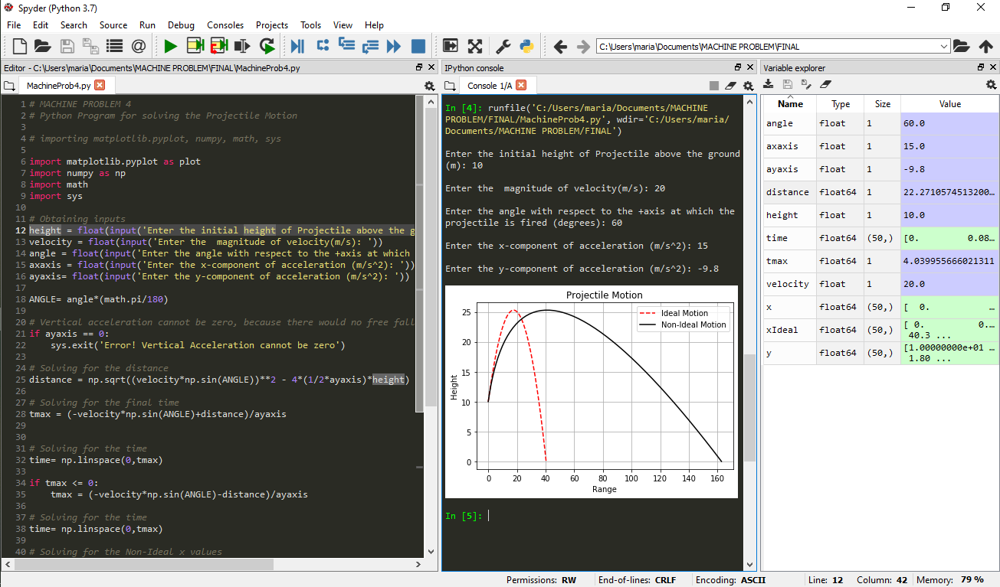 Spyder (Python 3.7)
File Edit Search Source Run Debug Consoles Projects Tools View Help
C:\Users\maria\Documents\MACHINE PROBLEM\FINAL
Editor - C:\Users\maria\Documents\MACHINE PROBLEM\FINAL\MachineProb4.py
MachineProb4.py
1 # MACHINE PROBLEM 4
2 # Python Program for solving the Projectile Motion
3
4 # importing matplotlib.pyplot, numpy, math, sys
5
6 import matplotlib.pyplot as plot
7 import numpy as np
8 import math
9 import sys
10
11 # Obtaining inputs
12 height = float(input('Enter the initial height of Projectile above the g
13 velocity = float(input('Enter the  magnitude of velocity(m/s): '))
14 angle = float(input('Enter the angle with respect to the +axis at which
15 axaxis = float(input('Enter the x-component of acceleration (m/s^2): '))
16 ayaxis= float(input('Enter the y-component of acceleration (m/s^2): '))
17
18 ANGLE= angle*(math.pi/180)
19
20 # Vertical acceleration cannot be zero, because there would no free fall
21 if ayaxis == 0:
22     sys.exit('Error! Vertical Acceleration cannot be zero')
23
24 # Solving for the distance
25 distance = np.sqrt((velocity*np.sin(ANGLE))**2 - 4*(1/2*ayaxis)*height)
26
27 # Solving for the final time
28 tmax = (-velocity*np.sin(ANGLE)+distance)/ayaxis
29
30
31 # Solving for the time
32 time= np.linspace(0,tmax)
33
34 if tmax <= 0:
35     tmax = (-velocity*np.sin(ANGLE)-distance)/ayaxis
36
37 # Solving for the time
38 time= np.linspace(0,tmax)
39
40 # Solving for the Non-Ideal x values
IPython console
Console 1/A
In [4]: runfile('C:/Users/maria/Documents/MACHINE
PROBLEM/FINAL/MachineProb4.py', wdir='C:/Users/maria/
Documents/MACHINE PROBLEM/FINAL')
Enter the initial height of Projectile above the ground
(m): 10
Enter the  magnitude of velocity(m/s): 20
Enter the angle with respect to the +axis at which the
projectile is fired (degrees): 60
Enter the x-component of acceleration (m/s^2): 15
Enter the y-component of acceleration (m/s^2): -9.8
Projectile Motion
Ideal Motion
Non-Ideal Motion
Height
25
20
15
10
5
0
0 20 40 60 80 100 120 140 160
Range
In [5]:
Variable explorer
Name Type Size Value
angle float 1 60.0
axaxis float 1 15.0
ayaxis float 1 -9.8
distance float64 1 22.2710574513200…
height float 1 10.0
time float64 (50,) [0. 0.08…
tmax float64 1 4.039955666021311
velocity float 1 20.0
x float64 (50,) [ 0. …
xIdeal float64 (50,) [ 0. 0.…
40.3 ...
y float64 (50,) [1.00000000e+01 …
1.80 ...
Permissions: RW End-of-lines: CRLF Encoding: ASCII Line: 12 Column: 42 Memory: 79 %